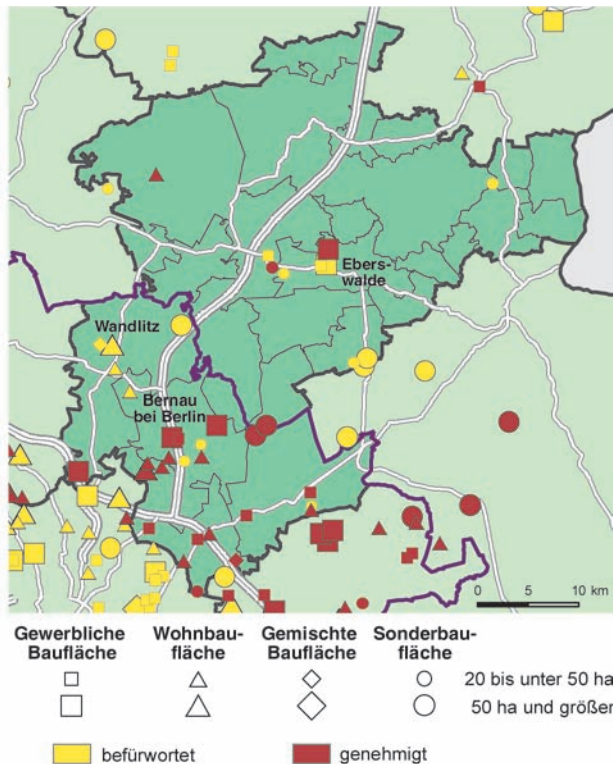 Ebers-
walde
Wandlitz
Bernau
bei Berlin
0 5 10 km
Gewerbliche Baufläche
Wohnbau-
fläche
Gemischte
Baufläche
Sonderbau-
fläche
20 bis unter 50 ha
50 ha und größer
befürwortet
genehmigt